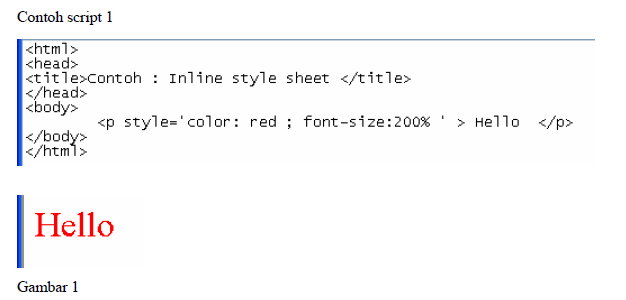 Contoh script 1
<html>
<head>
<title>Contoh : Inline style sheet </title>
</head>
<body>
<p style='color: red ; font-size:200% ' > Hello </p>
</body>
</html>
Hello
Gambar 1